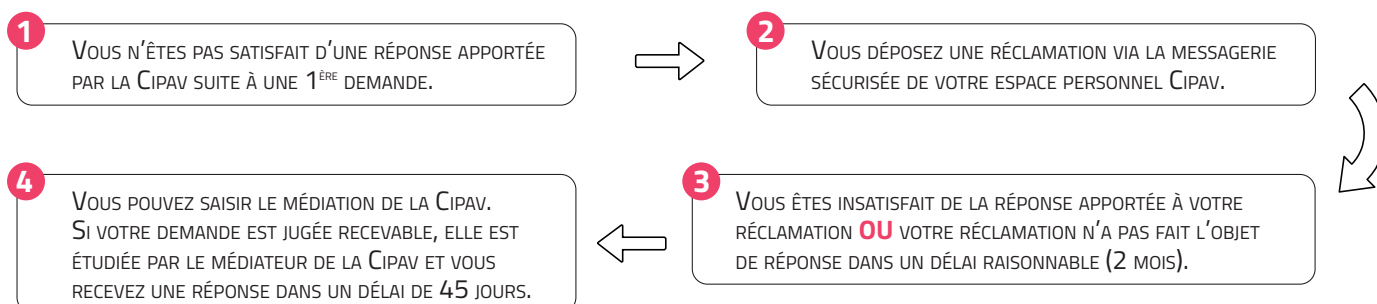 1
Vous n'êtes pas satisfait d'une réponse apportée
par la Cipav suite à une 1ère demande.
2
Vous déposez une réclamation via la messagerie
sécurisée de votre espace personnel Cipav.
3
Vous êtes insatisfait de la réponse apportée à votre
réclamation OU votre réclamation n'a pas fait l'objet
de réponse dans un délai raisonnable (2 mois).
4
Vous pouvez saisir le médiation de la Cipav.
Si votre demande est jugée recevable, elle est
étudiée par le médiateur de la Cipav et vous
recevez une réponse dans un délai de 45 jours.